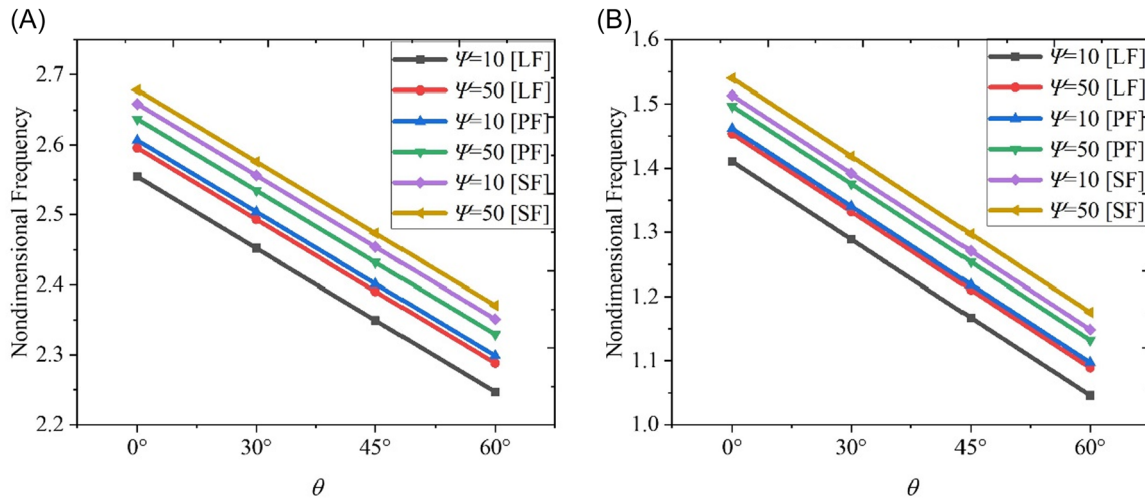 (A)
Nondimensional Frequency
2.7
2.6
2.5
2.4
2.3
2.2
Ψ=10 [LF]
Ψ=50 [LF]
Ψ=10 [PF]
Ψ=50 [PF]
Ψ=10 [SF]
Ψ=50 [SF]
0° 30° 45° 60°
θ
(B)
Nondimensional Frequency
1.6
1.5
1.4
1.3
1.2
1.1
1.0
Ψ=10 [LF]
Ψ=50 [LF]
Ψ=10 [PF]
Ψ=50 [PF]
Ψ=10 [SF]
Ψ=50 [SF]
0° 30° 45° 60°
θ